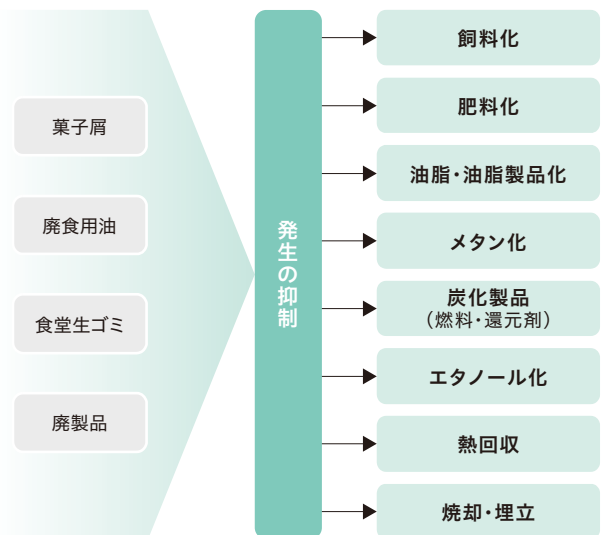 菓子屑
廃食用油
食堂生ゴミ
廃製品
発生の抑制
飼料化
肥料化
油脂・油脂製品化
メタン化
炭化製品
（燃料・還元剤）
エタノール化
熱回収
焼却・埋立